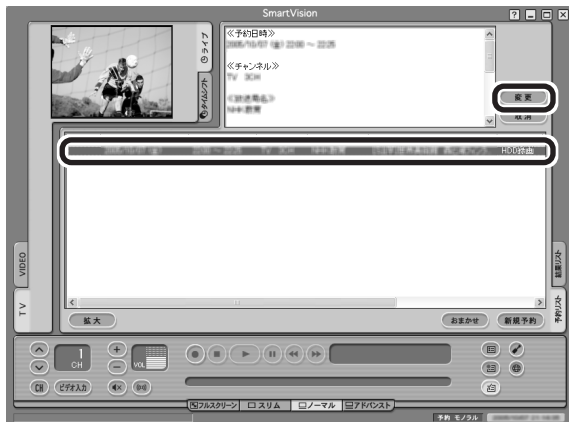 SmartVision
ライブ
タイムシフト
≪予約日時≫
2005/10/07 (金) 22:00 ～ 22:25
≪チャンネル≫
TV 3CH
≪放送局名≫
NHK教育
変更
取消
HDD録画
VIDEO
TV
結果リスト
予約リスト
拡大
おまかせ
新規予約
1
CH
VOL
CH
ビデオ入力
フルスクリーン
スリム
ノーマル
アドバンスト
予約 モノラル